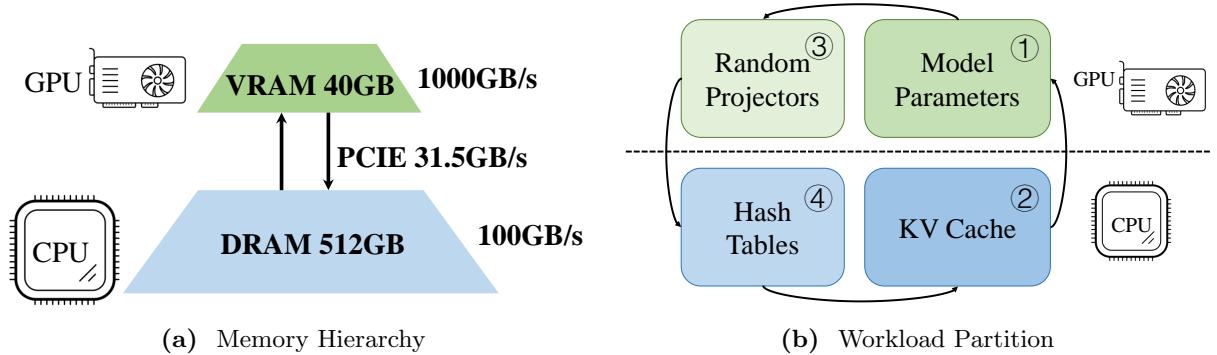 GPU
VRAM 40GB
1000GB/s
PCIE 31.5GB/s
CPU
DRAM 512GB
100GB/s
(a) Memory Hierarchy
③
Random
Projectors
①
Model
Parameters
GPU
④
Hash
Tables
②
KV Cache
CPU
(b) Workload Partition